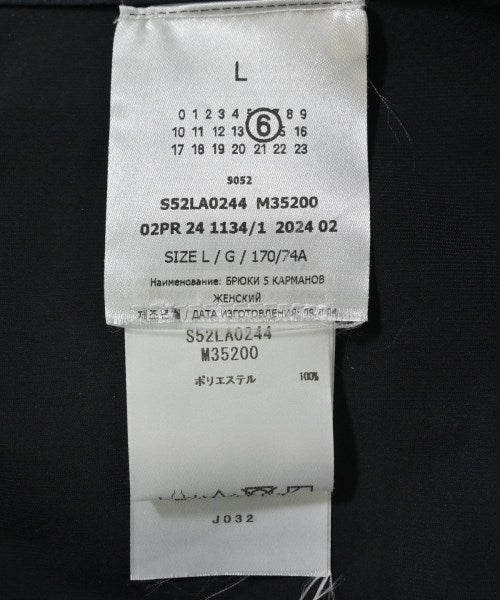 L
0 1 2 3 4 7 8 9
10 11 12 13 6 15 16
17 18 19 20 21 22 23
S052
S52LA0244 M35200
02PR 24 1134/1 2024 02
SIZE L / G / 170/74A
Наименование: БРЮКИ 5 КАРМАНОВ
ЖЕНСКИЙ
/ ДАТА ИЗГОТОВЛЕНИЯ:
S52LA0244
M35200
ポリエステル 100%
J032